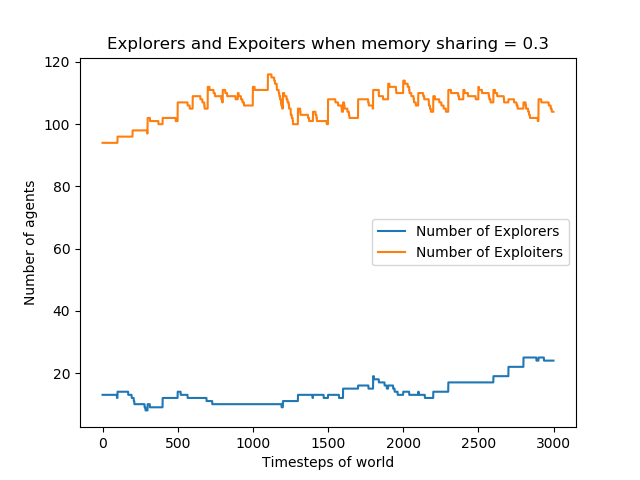 Explorers and Expoiters when memory sharing = 0.3
120
100
80
60
40
20
Number of agents
Number of Explorers
Number of Exploiters
0 500 1000 1500 2000 2500 3000
Timesteps of world